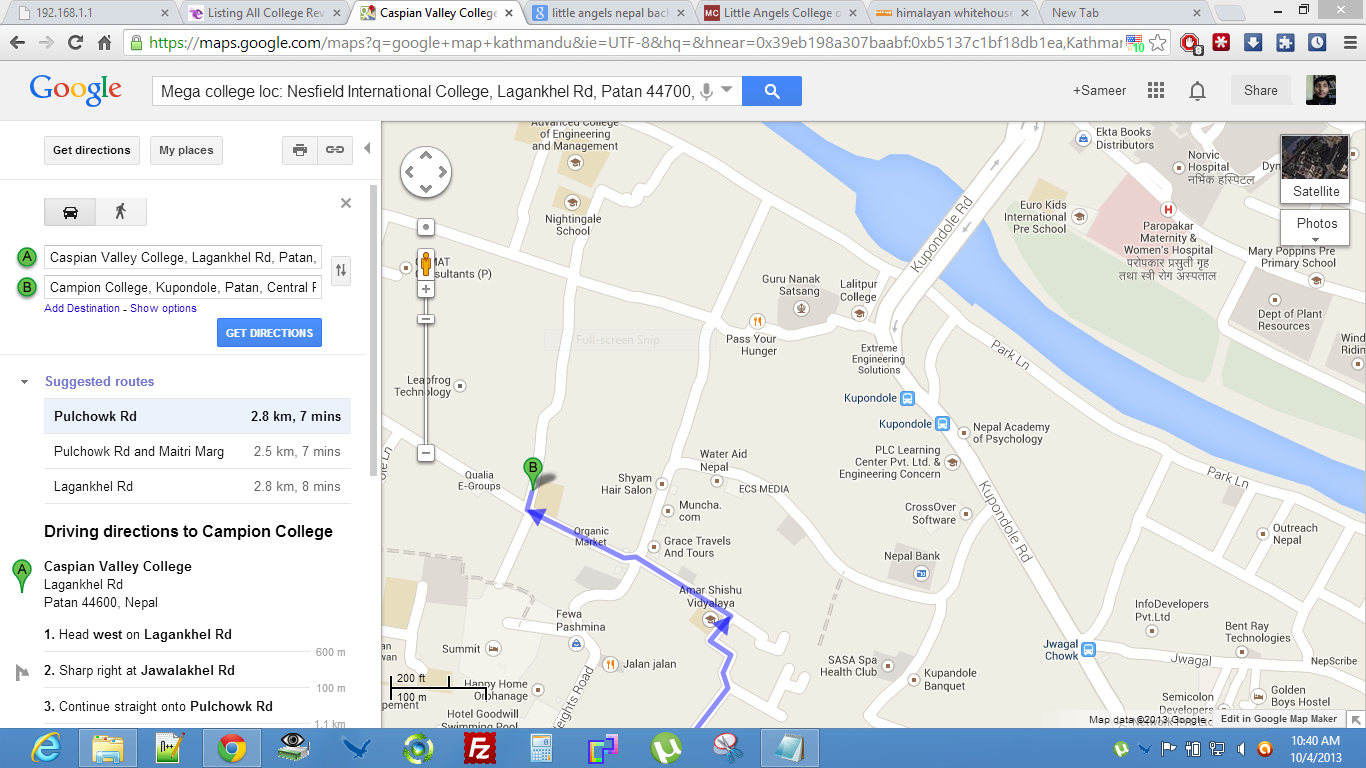 192.168.1.1
Listing All College Rev
Caspian Valley College
little angels nepal bac
Little Angels College o
himalayan whitehouse
New Tab
https://maps.google.com/maps?q=google+map+kathmandu&ie=UTF-8&hq=&hnear=0x39eb198a307baabf:0xb5137c1bf18db1ea,Kathmar
10
8
Google
Mega college loc: Nesfield International College, Lagankhel Rd, Patan 44700,
+Sameer
Share
Get directions
My places
A
Caspian Valley College, Lagankhel Rd, Patan,
B
Campion College, Kupondole, Patan, Central F
Add Destination - Show options
GET DIRECTIONS
Suggested routes
Pulchowk Rd
2.8 km, 7 mins
Pulchowk Rd and Maitri Marg
2.5 km, 7 mins
Lagankhel Rd
2.8 km, 8 mins
Driving directions to Campion College
A
Caspian Valley College
Lagankhel Rd
Patan 44600, Nepal
1. Head west on Lagankhel Rd
600 m
2. Sharp right at Jawalakhel Rd
100 m
3. Continue straight onto Pulchowk Rd
1.1 km
Advanced College
of Engineering
and Management
Nightingale
School
onsultants (P)
Leapfrog
Technology
Full-screen Snip
Guru Nanak
Satsang
Lalitpur
College
Pass Your
Hunger
Extreme
Engineering
Solutions
Kupondole Rd
Euro Kids
International
Pre School
Ekta Books
Distributors
Norvic
Hospital
नर्भिक हस्पिटल
Dyn
H
Paropakar
Maternity &
Women's Hospital
परोपकार प्रसुती गृह
तथा स्त्री रोग अस्पताल
Satellite
Photos
Mary Poppins Pre
Primary School
Dept of Plant
Resources
Wind
Riding
Park Ln
Kupondole
Kupondole
Nepal Academy
of Psychology
PLC Learning
Center Pvt. Ltd. &
Engineering Concern
Park Ln
Kupondole Rd
Qualia
E-Groups
B
Shyam
Hair Salon
Water Aid
Nepal
ECS MEDIA
Muncha.
com
Organic
Market
Grace Travels
And Tours
CrossOver
Software
Nepal Bank
Outreach
Nepal
Amar Shishu
Vidyalaya
Fewa
Pashmina
Summit
Jalan jalan
Happy Home
Orphanage
Hotel Goodwill
Swimming Pool
eights Road
SASA Spa
Health Club
Kupandole
Banquet
Jwagal
Chowk
InfoDevelopers
Pvt.Ltd
Bent Ray
Technologies
Jwagal
NepScribe
Semicolon
Golden
Boys Hostel
200 ft
100 m
Map data ©2013 Google
Edit in Google Map Maker
Fz
10:40 AM
10/4/2013